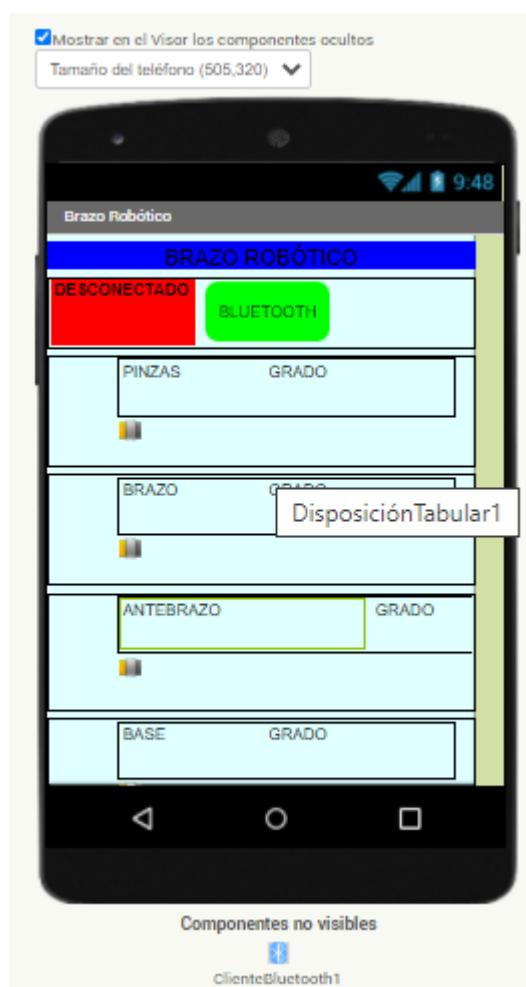 Mostrar en el Visor los componentes ocultos
Tamaño del teléfono (505,320)
9:48
Brazo Robótico
BRAZO ROBÓTICO
DESCONECTADO
BLUETOOTH
PINZAS GRADO
BRAZO GRADO
DisposiciónTabular1
ANTEBRAZO GRADO
BASE GRADO
Componentes no visibles
ClienteBluetooth1